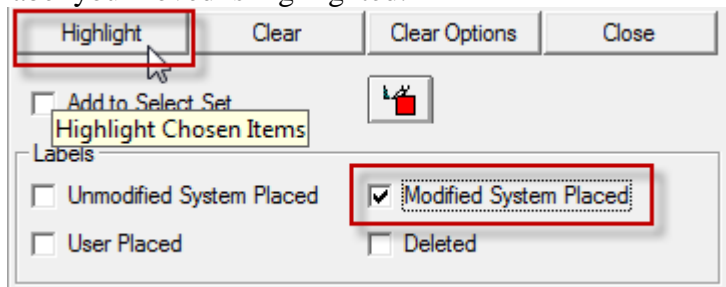 Highlight Clear Clear Options Close
Add to Select Set
Highlight Chosen Items
Labels
Unmodified System Placed Modified System Placed
User Placed Deleted